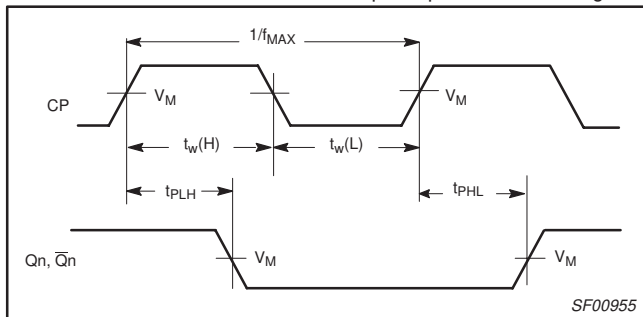 1/fMAX
CP
VM
VM
tw(H)
tw(L)
tPLH
tPHL
Qn, Q̅n
VM
VM
SF00955